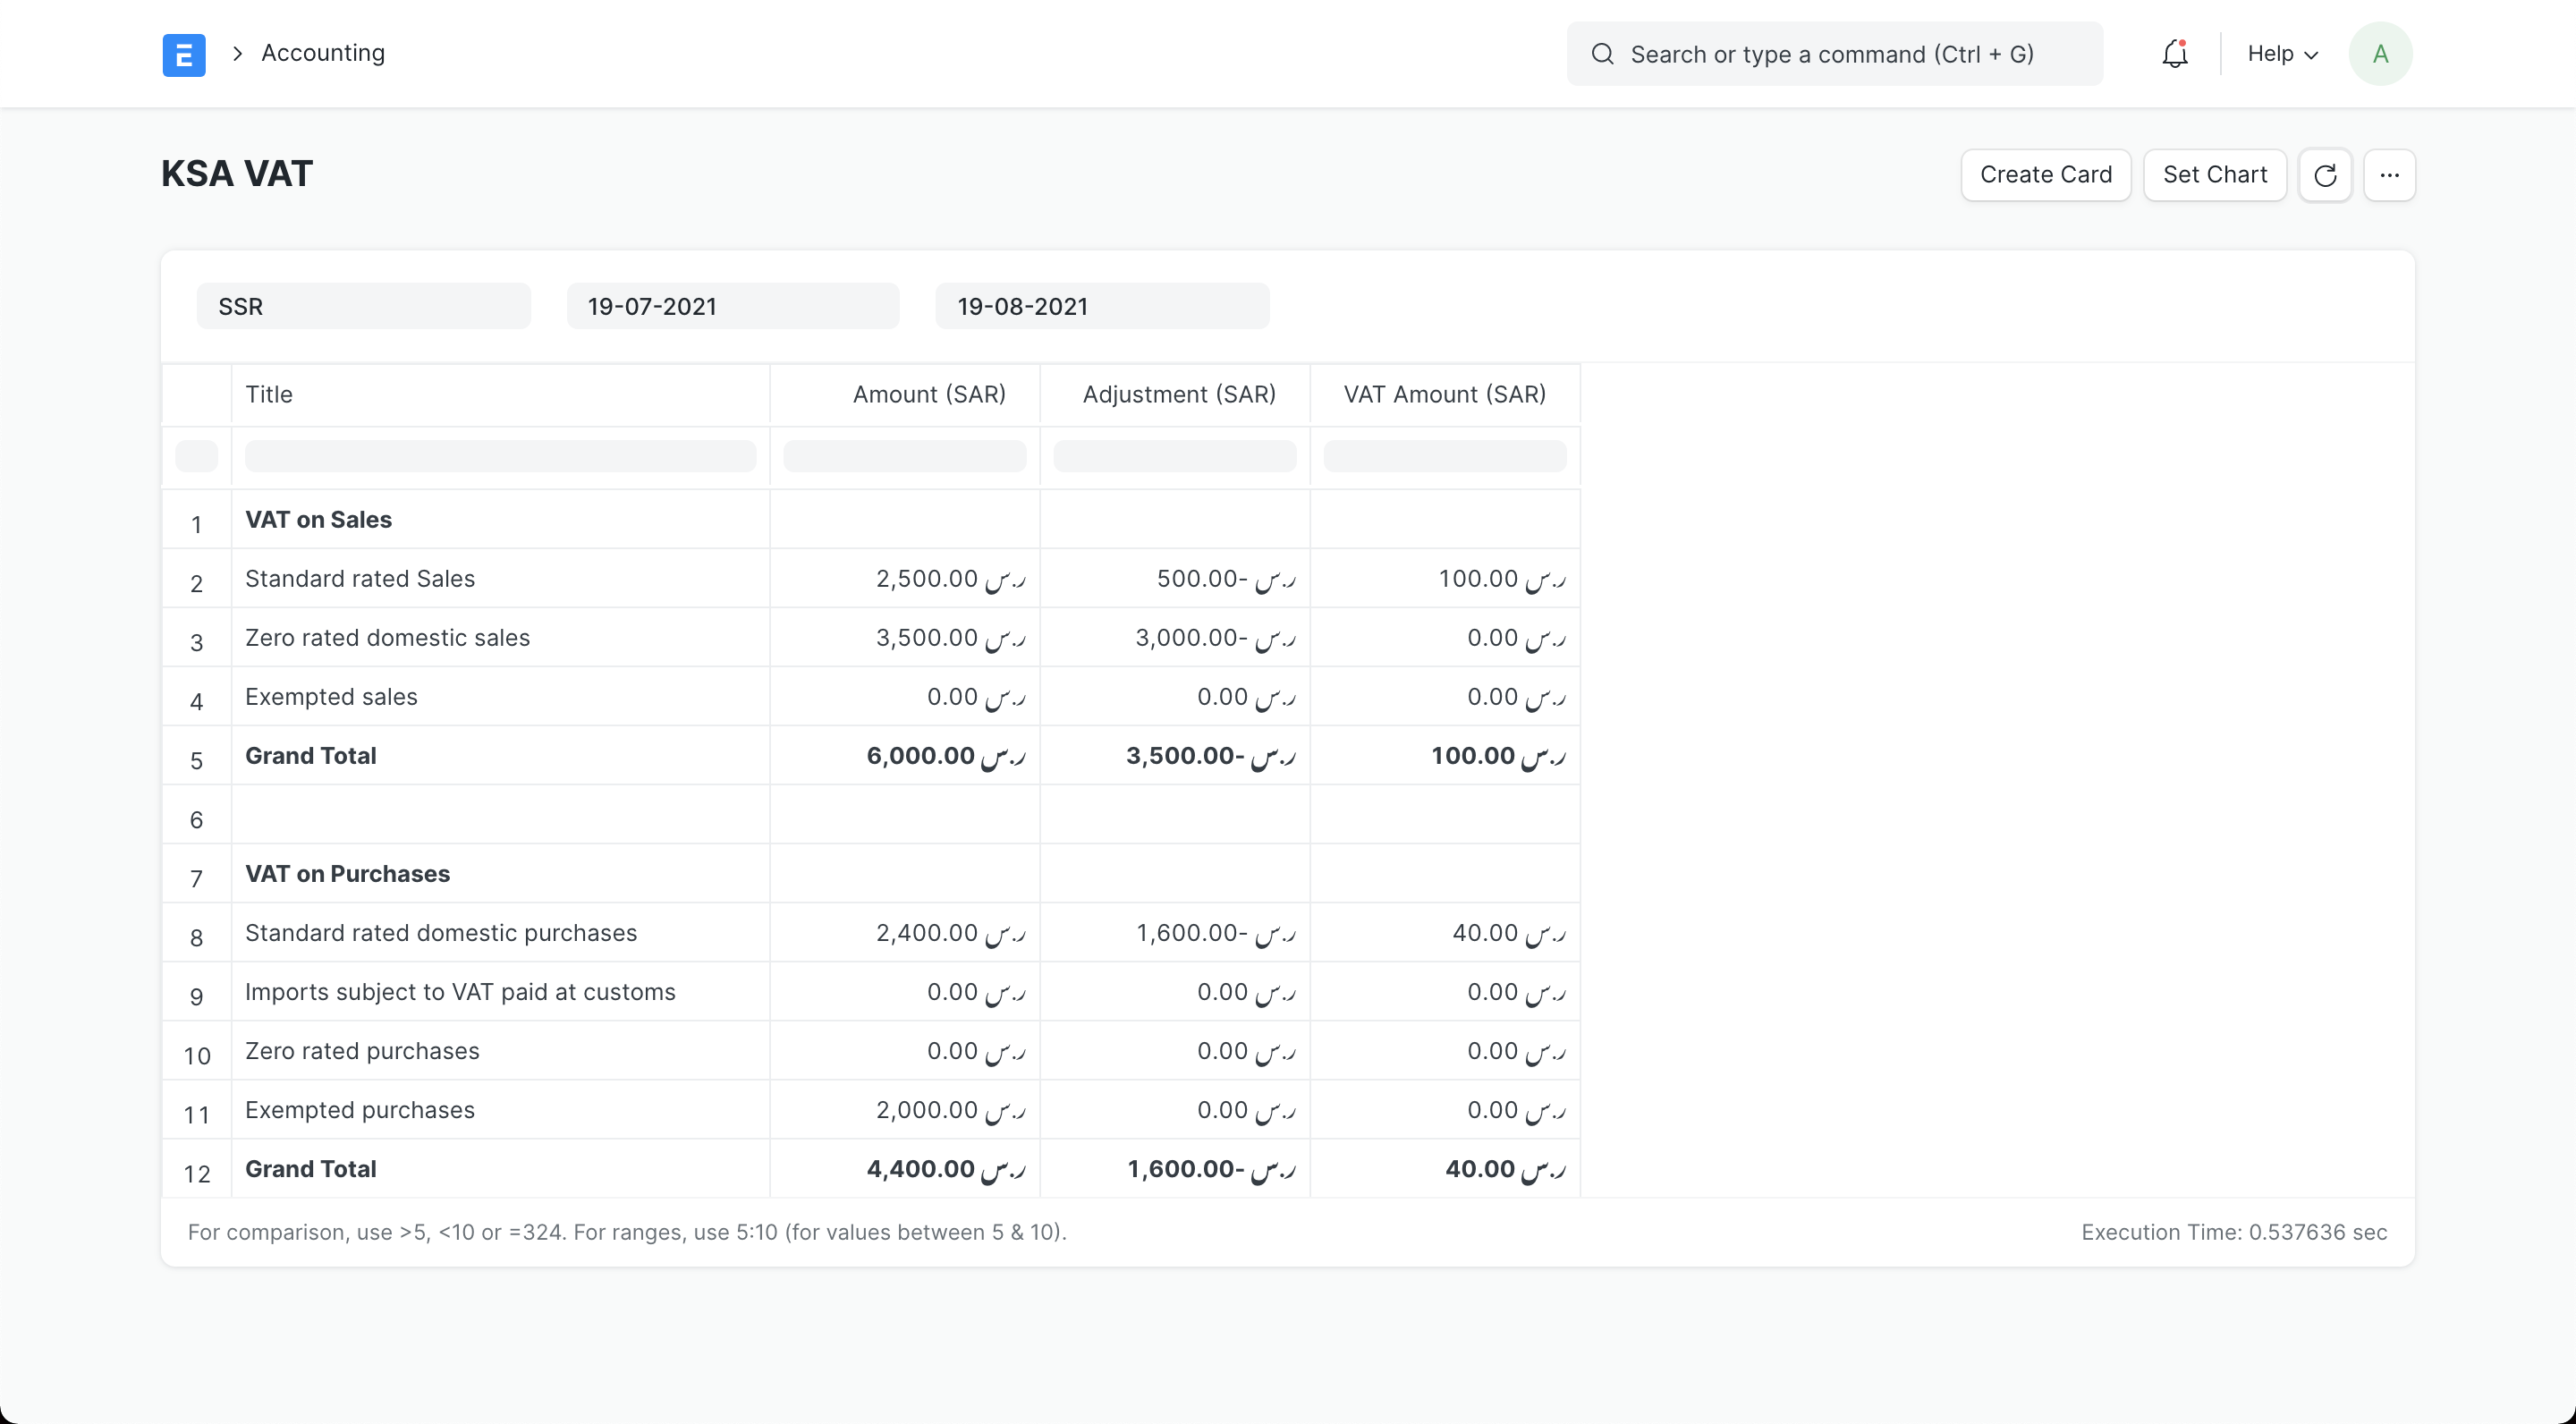 E > Accounting Search or type a command (Ctrl + G) Help A
KSA VAT Create Card Set Chart ...
SSR 19-07-2021 19-08-2021
Title Amount (SAR) Adjustment (SAR) VAT Amount (SAR)
1 VAT on Sales
2 Standard rated Sales 2,500.00 ر.س 500.00- ر.س 100.00 ر.س
3 Zero rated domestic sales 3,500.00 ر.س 3,000.00- ر.س 0.00 ر.س
4 Exempted sales 0.00 ر.س 0.00 ر.س 0.00 ر.س
5 Grand Total 6,000.00 ر.س 3,500.00- ر.س 100.00 ر.س
6
7 VAT on Purchases
8 Standard rated domestic purchases 2,400.00 ر.س 1,600.00- ر.س 40.00 ر.س
9 Imports subject to VAT paid at customs 0.00 ر.س 0.00 ر.س 0.00 ر.س
10 Zero rated purchases 0.00 ر.س 0.00 ر.س 0.00 ر.س
11 Exempted purchases 2,000.00 ر.س 0.00 ر.س 0.00 ر.س
12 Grand Total 4,400.00 ر.س 1,600.00- ر.س 40.00 ر.س
For comparison, use >5, <10 or =324. For ranges, use 5:10 (for values between 5 & 10). Execution Time: 0.537636 sec